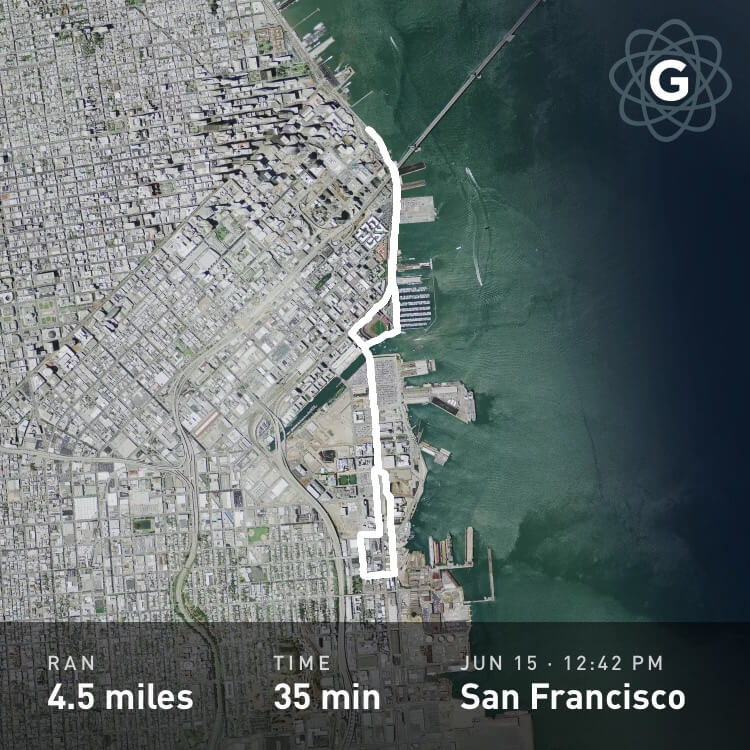 G
RAN
4.5 miles
TIME
35 min
JUN 15 · 12:42 PM
San Francisco